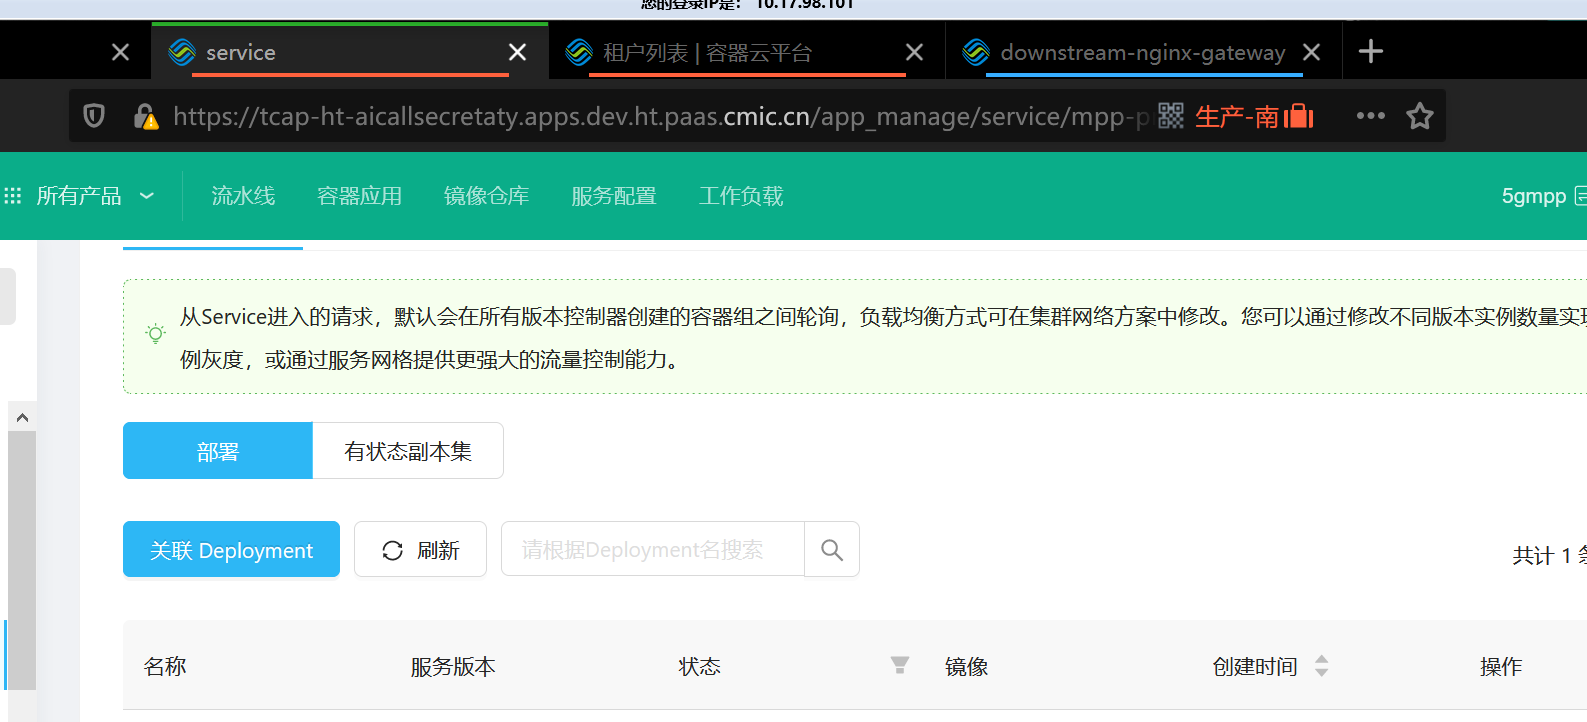 您的登录IP是： 10.17.98.101
service
租户列表 | 容器云平台
downstream-nginx-gateway
https://tcap-ht-aicallsecretaty.apps.dev.ht.paas.cmic.cn/app_manage/service/mpp-p
生产-南
所有产品
流水线
容器应用
镜像仓库
服务配置
工作负载
5gmpp
从Service进入的请求，默认会在所有版本控制器创建的容器组之间轮询，负载均衡方式可在集群网络方案中修改。您可以通过修改不同版本实例数量实现
例灰度，或通过服务网格提供更强大的流量控制能力。
部署
有状态副本集
关联 Deployment
刷新
请根据Deployment名搜索
共计 1 条
名称
服务版本
状态
镜像
创建时间
操作